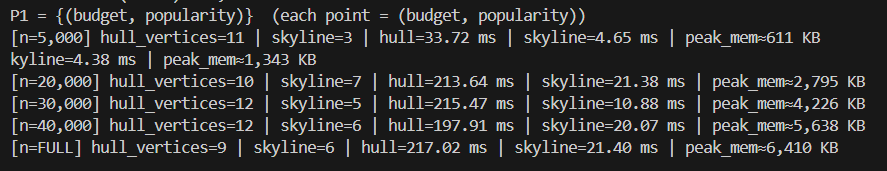 P1 = {(budget, popularity)}  (each point = (budget, popularity))
[n=5,000] hull_vertices=11 | skyline=3 | hull=33.72 ms | skyline=4.65 ms | peak_mem≈611 KB
kyline=4.38 ms | peak_mem≈1,343 KB
[n=20,000] hull_vertices=10 | skyline=7 | hull=213.64 ms | skyline=21.38 ms | peak_mem≈2,795 KB
[n=30,000] hull_vertices=12 | skyline=5 | hull=215.47 ms | skyline=10.88 ms | peak_mem≈4,226 KB
[n=40,000] hull_vertices=12 | skyline=6 | hull=197.91 ms | skyline=20.07 ms | peak_mem≈5,638 KB
[n=FULL] hull_vertices=9 | skyline=6 | hull=217.02 ms | skyline=21.40 ms | peak_mem≈6,410 KB